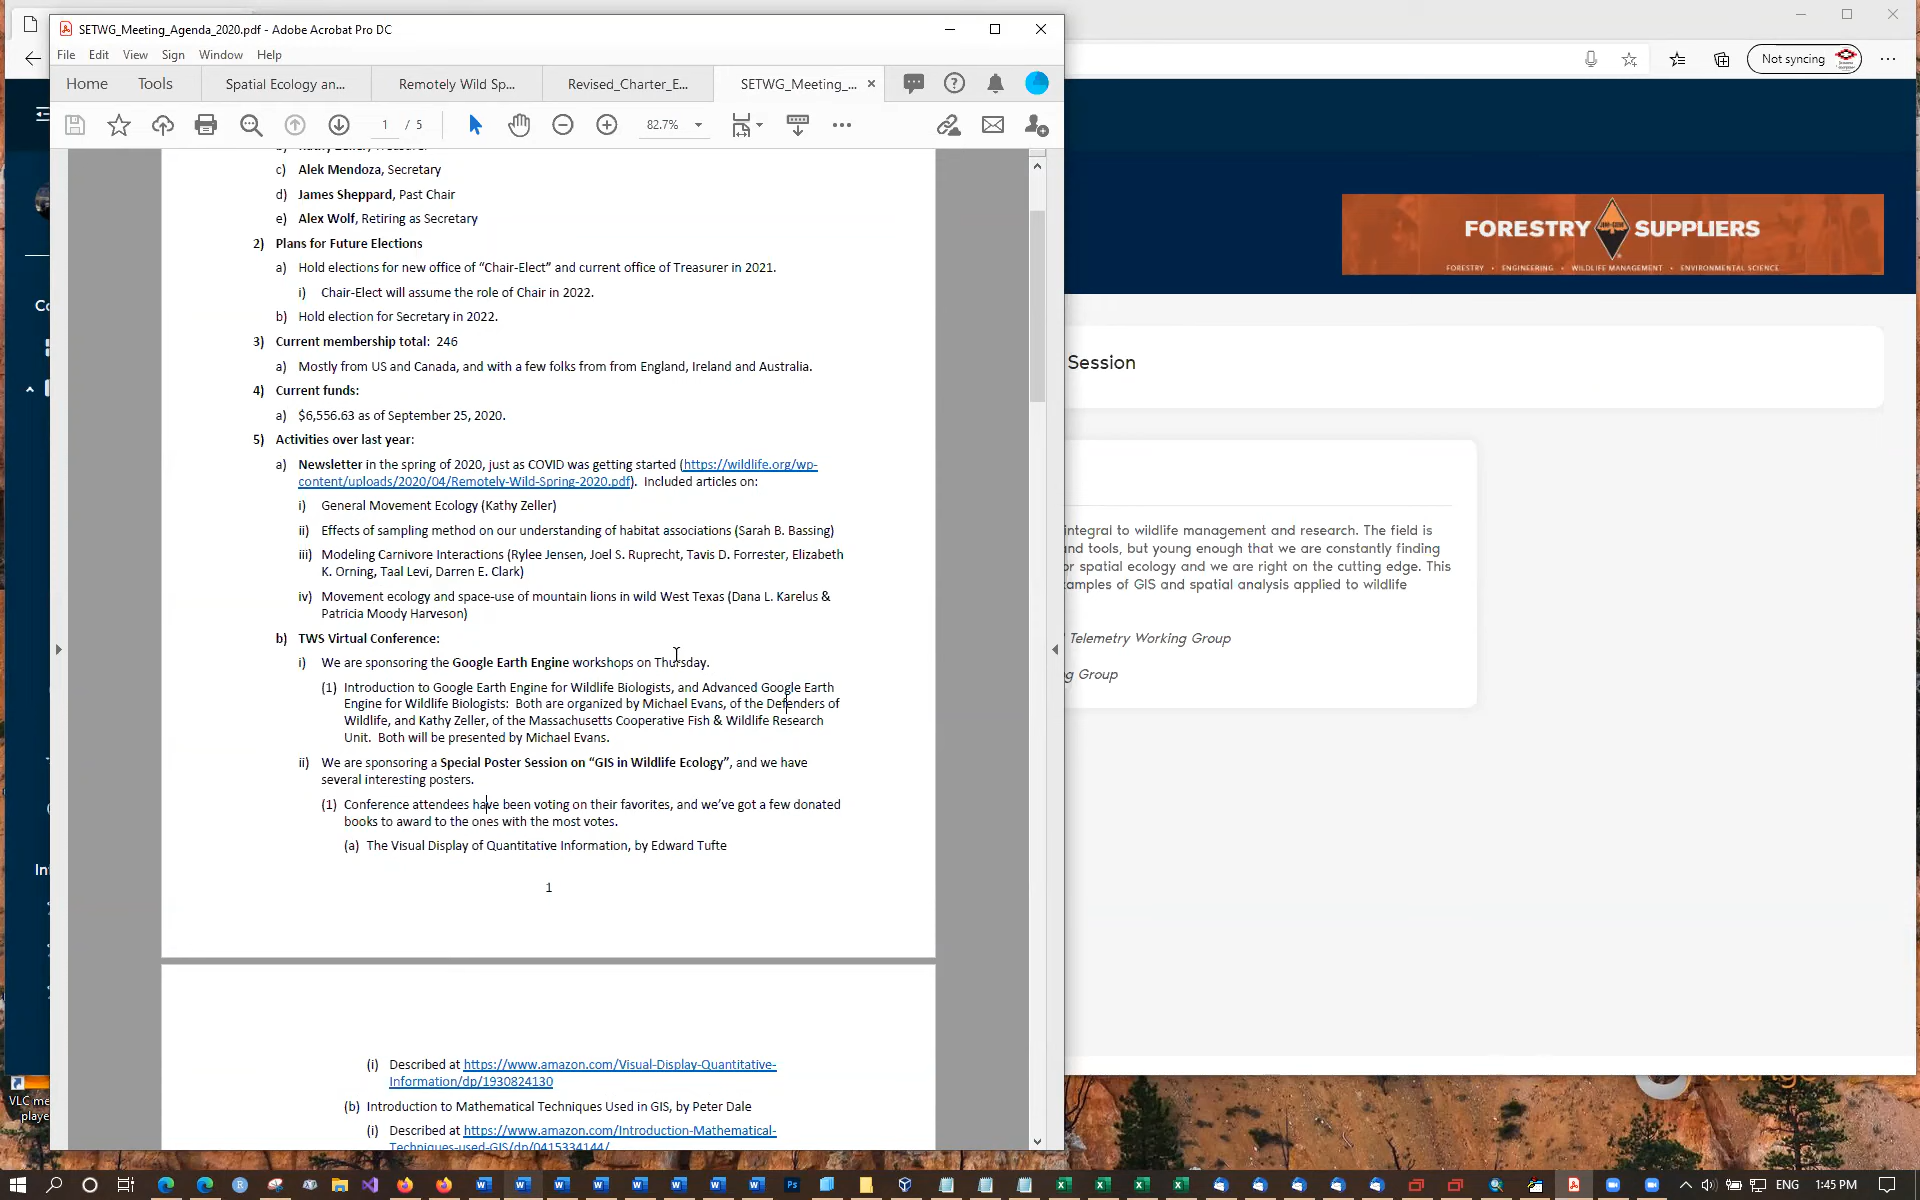 SETWG_Meeting_Agenda_2020.pdf - Adobe Acrobat Pro DC
File Edit View Sign Window Help
Home Tools Spatial Ecology an... Remotely Wild Sp... Revised_Charter_E... SETWG_Meeting_...
1 / 5 82.7%
Not syncing
c) Alek Mendoza, Secretary
d) James Sheppard, Past Chair
e) Alex Wolf, Retiring as Secretary
2) Plans for Future Elections
a) Hold elections for new office of “Chair-Elect” and current office of Treasurer in 2021.
i) Chair-Elect will assume the role of Chair in 2022.
b) Hold election for Secretary in 2022.
3) Current membership total: 246
a) Mostly from US and Canada, and with a few folks from from England, Ireland and Australia.
4) Current funds:
a) $6,556.63 as of September 25, 2020.
5) Activities over last year:
a) Newsletter in the spring of 2020, just as COVID was getting started (https://wildlife.org/wp-
content/uploads/2020/04/Remotely-Wild-Spring-2020.pdf). Included articles on:
i) General Movement Ecology (Kathy Zeller)
ii) Effects of sampling method on our understanding of habitat associations (Sarah B. Bassing)
iii) Modeling Carnivore Interactions (Rylee Jensen, Joel S. Ruprecht, Tavis D. Forrester, Elizabeth
K. Orning, Taal Levi, Darren E. Clark)
iv) Movement ecology and space-use of mountain lions in wild West Texas (Dana L. Karelus &
Patricia Moody Harveson)
b) TWS Virtual Conference:
i) We are sponsoring the Google Earth Engine workshops on Thursday.
(1) Introduction to Google Earth Engine for Wildlife Biologists, and Advanced Google Earth
Engine for Wildlife Biologists: Both are organized by Michael Evans, of the Defenders of
Wildlife, and Kathy Zeller, of the Massachusetts Cooperative Fish & Wildlife Research
Unit. Both will be presented by Michael Evans.
ii) We are sponsoring a Special Poster Session on “GIS in Wildlife Ecology”, and we have
several interesting posters.
(1) Conference attendees have been voting on their favorites, and we’ve got a few donated
books to award to the ones with the most votes.
(a) The Visual Display of Quantitative Information, by Edward Tufte
1
(i) Described at https://www.amazon.com/Visual-Display-Quantitative-
Information/dp/1930824130
(b) Introduction to Mathematical Techniques Used in GIS, by Peter Dale
(i) Described at https://www.amazon.com/Introduction-Mathematical-
Techniques-used-GIS/dp/0415334144/
FORESTRY SUPPLIERS
FORESTRY • ENGINEERING • WILDLIFE MANAGEMENT • ENVIRONMENTAL SCIENCE
Session
integral to wildlife management and research. The field is
nd tools, but young enough that we are constantly finding
or spatial ecology and we are right on the cutting edge. This
amples of GIS and spatial analysis applied to wildlife
Telemetry Working Group
g Group
Co
In
VLC me
playe
ENG 1:45 PM